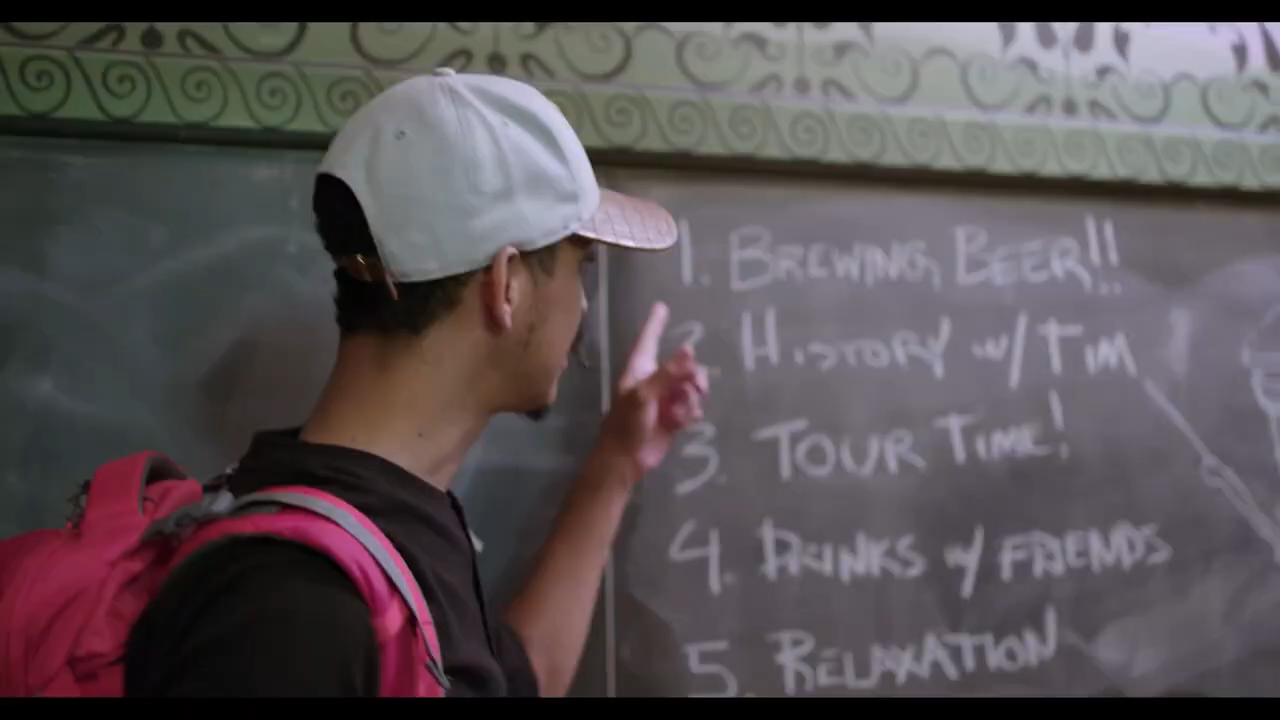 1. BREWING BEER!!
2. HISTORY w/ TIM
3. TOUR TIME!
4. DRINKS w/ FRIENDS
5. RELAXATION